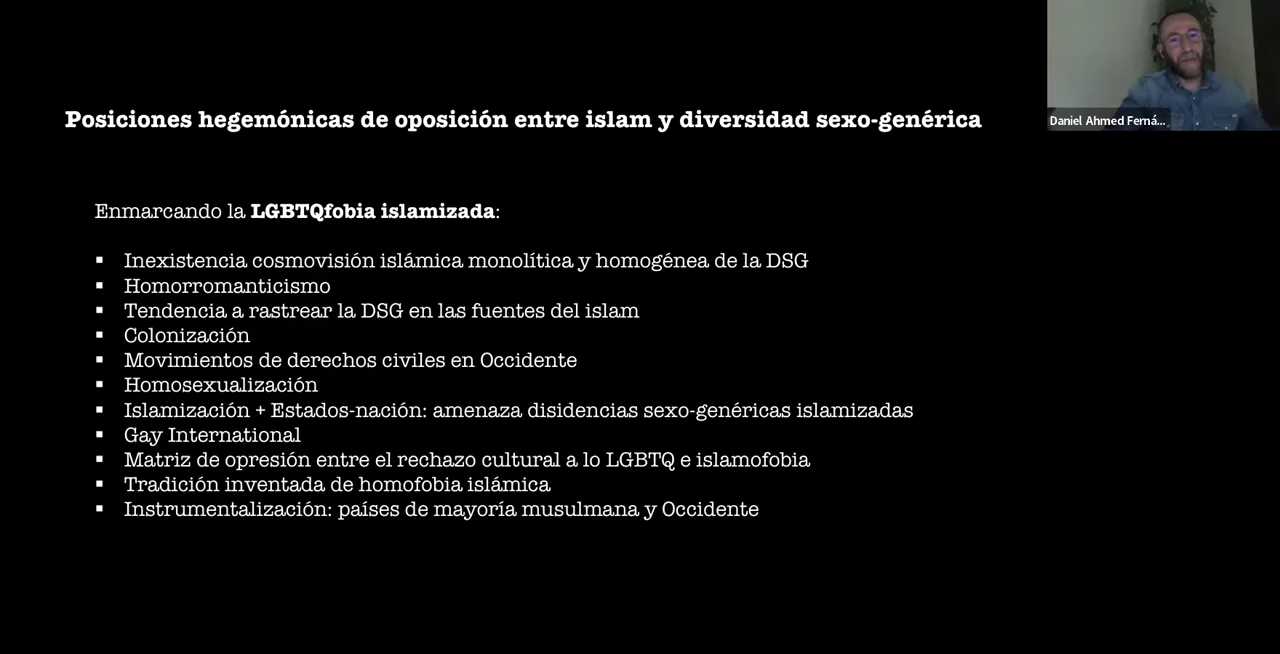 Posiciones hegemónicas de oposición entre islam y diversidad sexo-genérica
Daniel Ahmed Ferná...
Enmarcando la LGBTQfobia islamizada:
▪ Inexistencia cosmovisión islámica monolítica y homogénea de la DSG
▪ Homorromanticismo
▪ Tendencia a rastrear la DSG en las fuentes del islam
▪ Colonización
▪ Movimientos de derechos civiles en Occidente
▪ Homosexualización
▪ Islamización + Estados-nación: amenaza disidencias sexo-genéricas islamizadas
▪ Gay International
▪ Matriz de opresión entre el rechazo cultural a lo LGBTQ e islamofobia
▪ Tradición inventada de homofobia islámica
▪ Instrumentalización: países de mayoría musulmana y Occidente